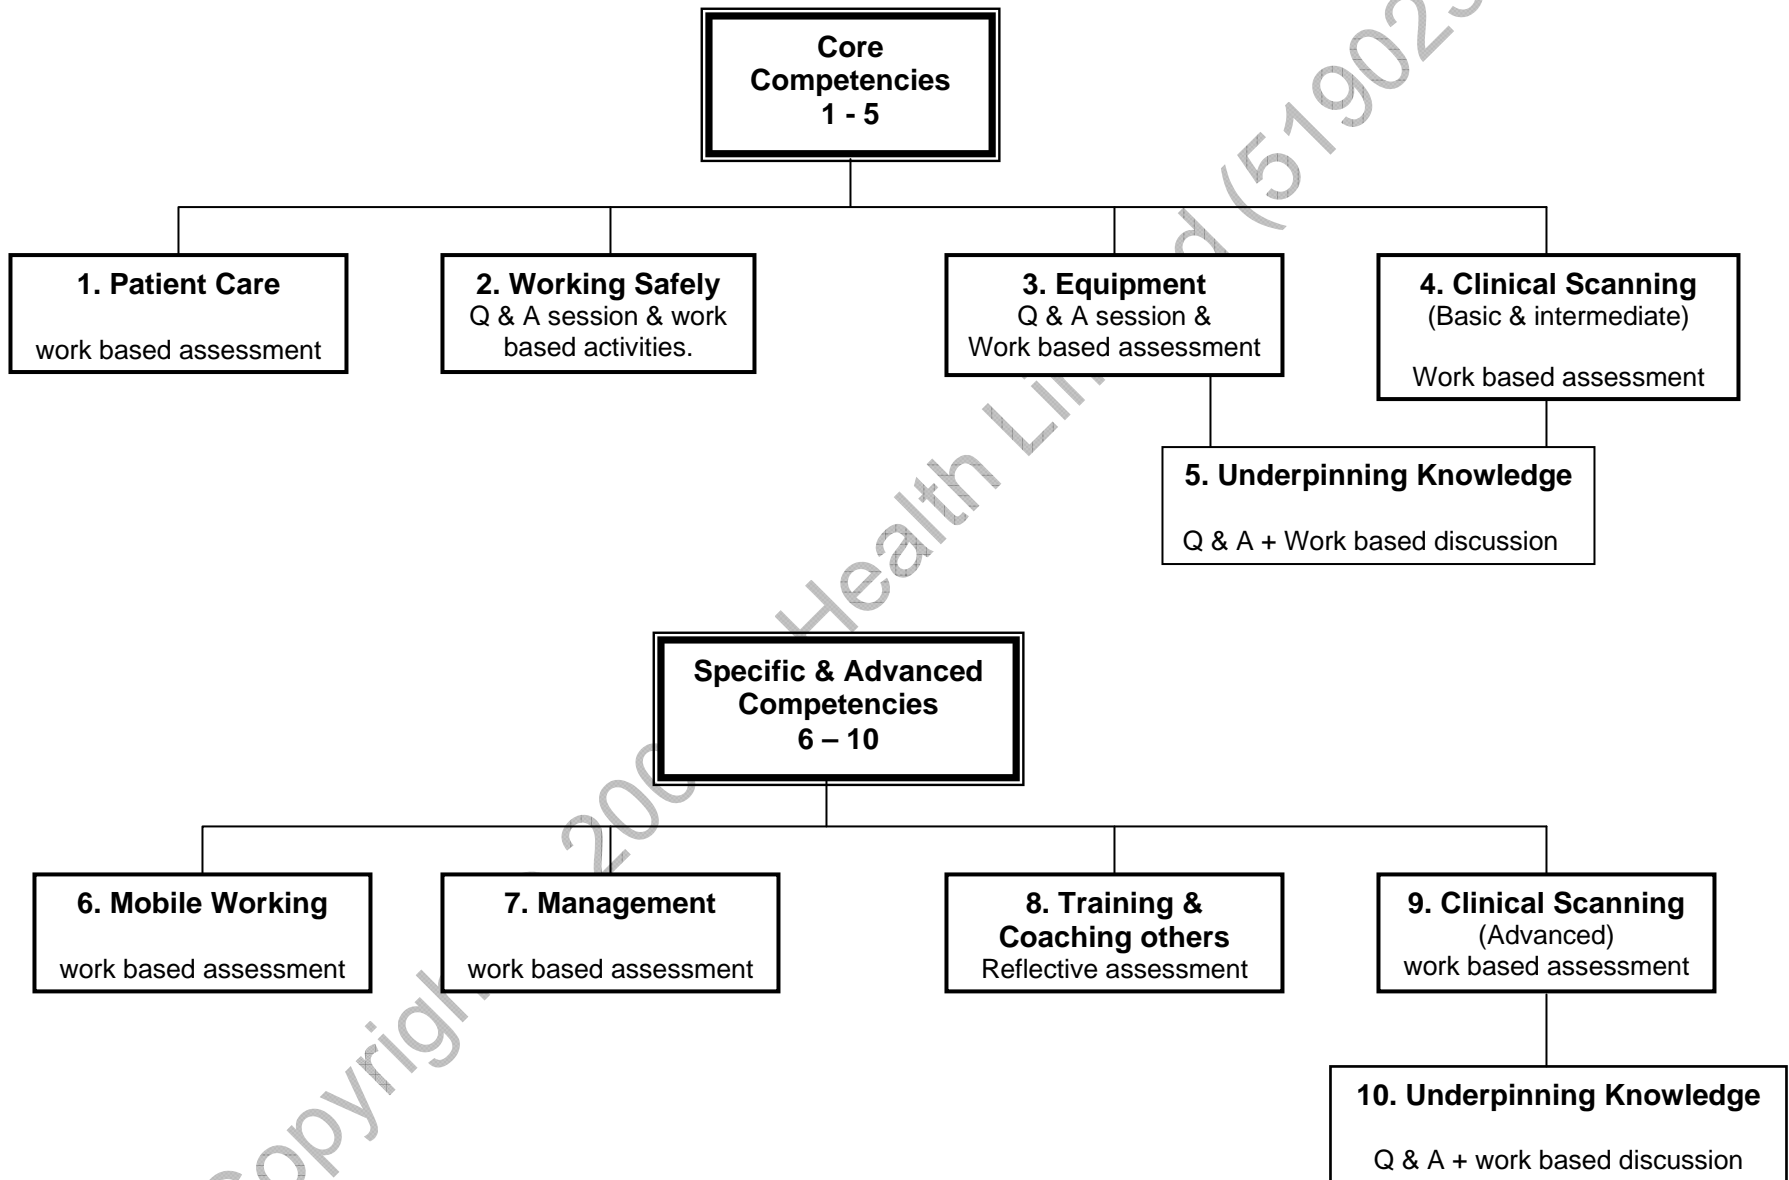 Core
Competencies
1 - 5
1. Patient Care
work based assessment
2. Working Safely
Q & A session & work
based activities.
3. Equipment
Q & A session &
Work based assessment
4. Clinical Scanning
(Basic & intermediate)
Work based assessment
5. Underpinning Knowledge
Q & A + Work based discussion
Specific & Advanced
Competencies
6 – 10
6. Mobile Working
work based assessment
7. Management
work based assessment
8. Training &
Coaching others
Reflective assessment
9. Clinical Scanning
(Advanced)
work based assessment
10. Underpinning Knowledge
Q & A + work based discussion
Health